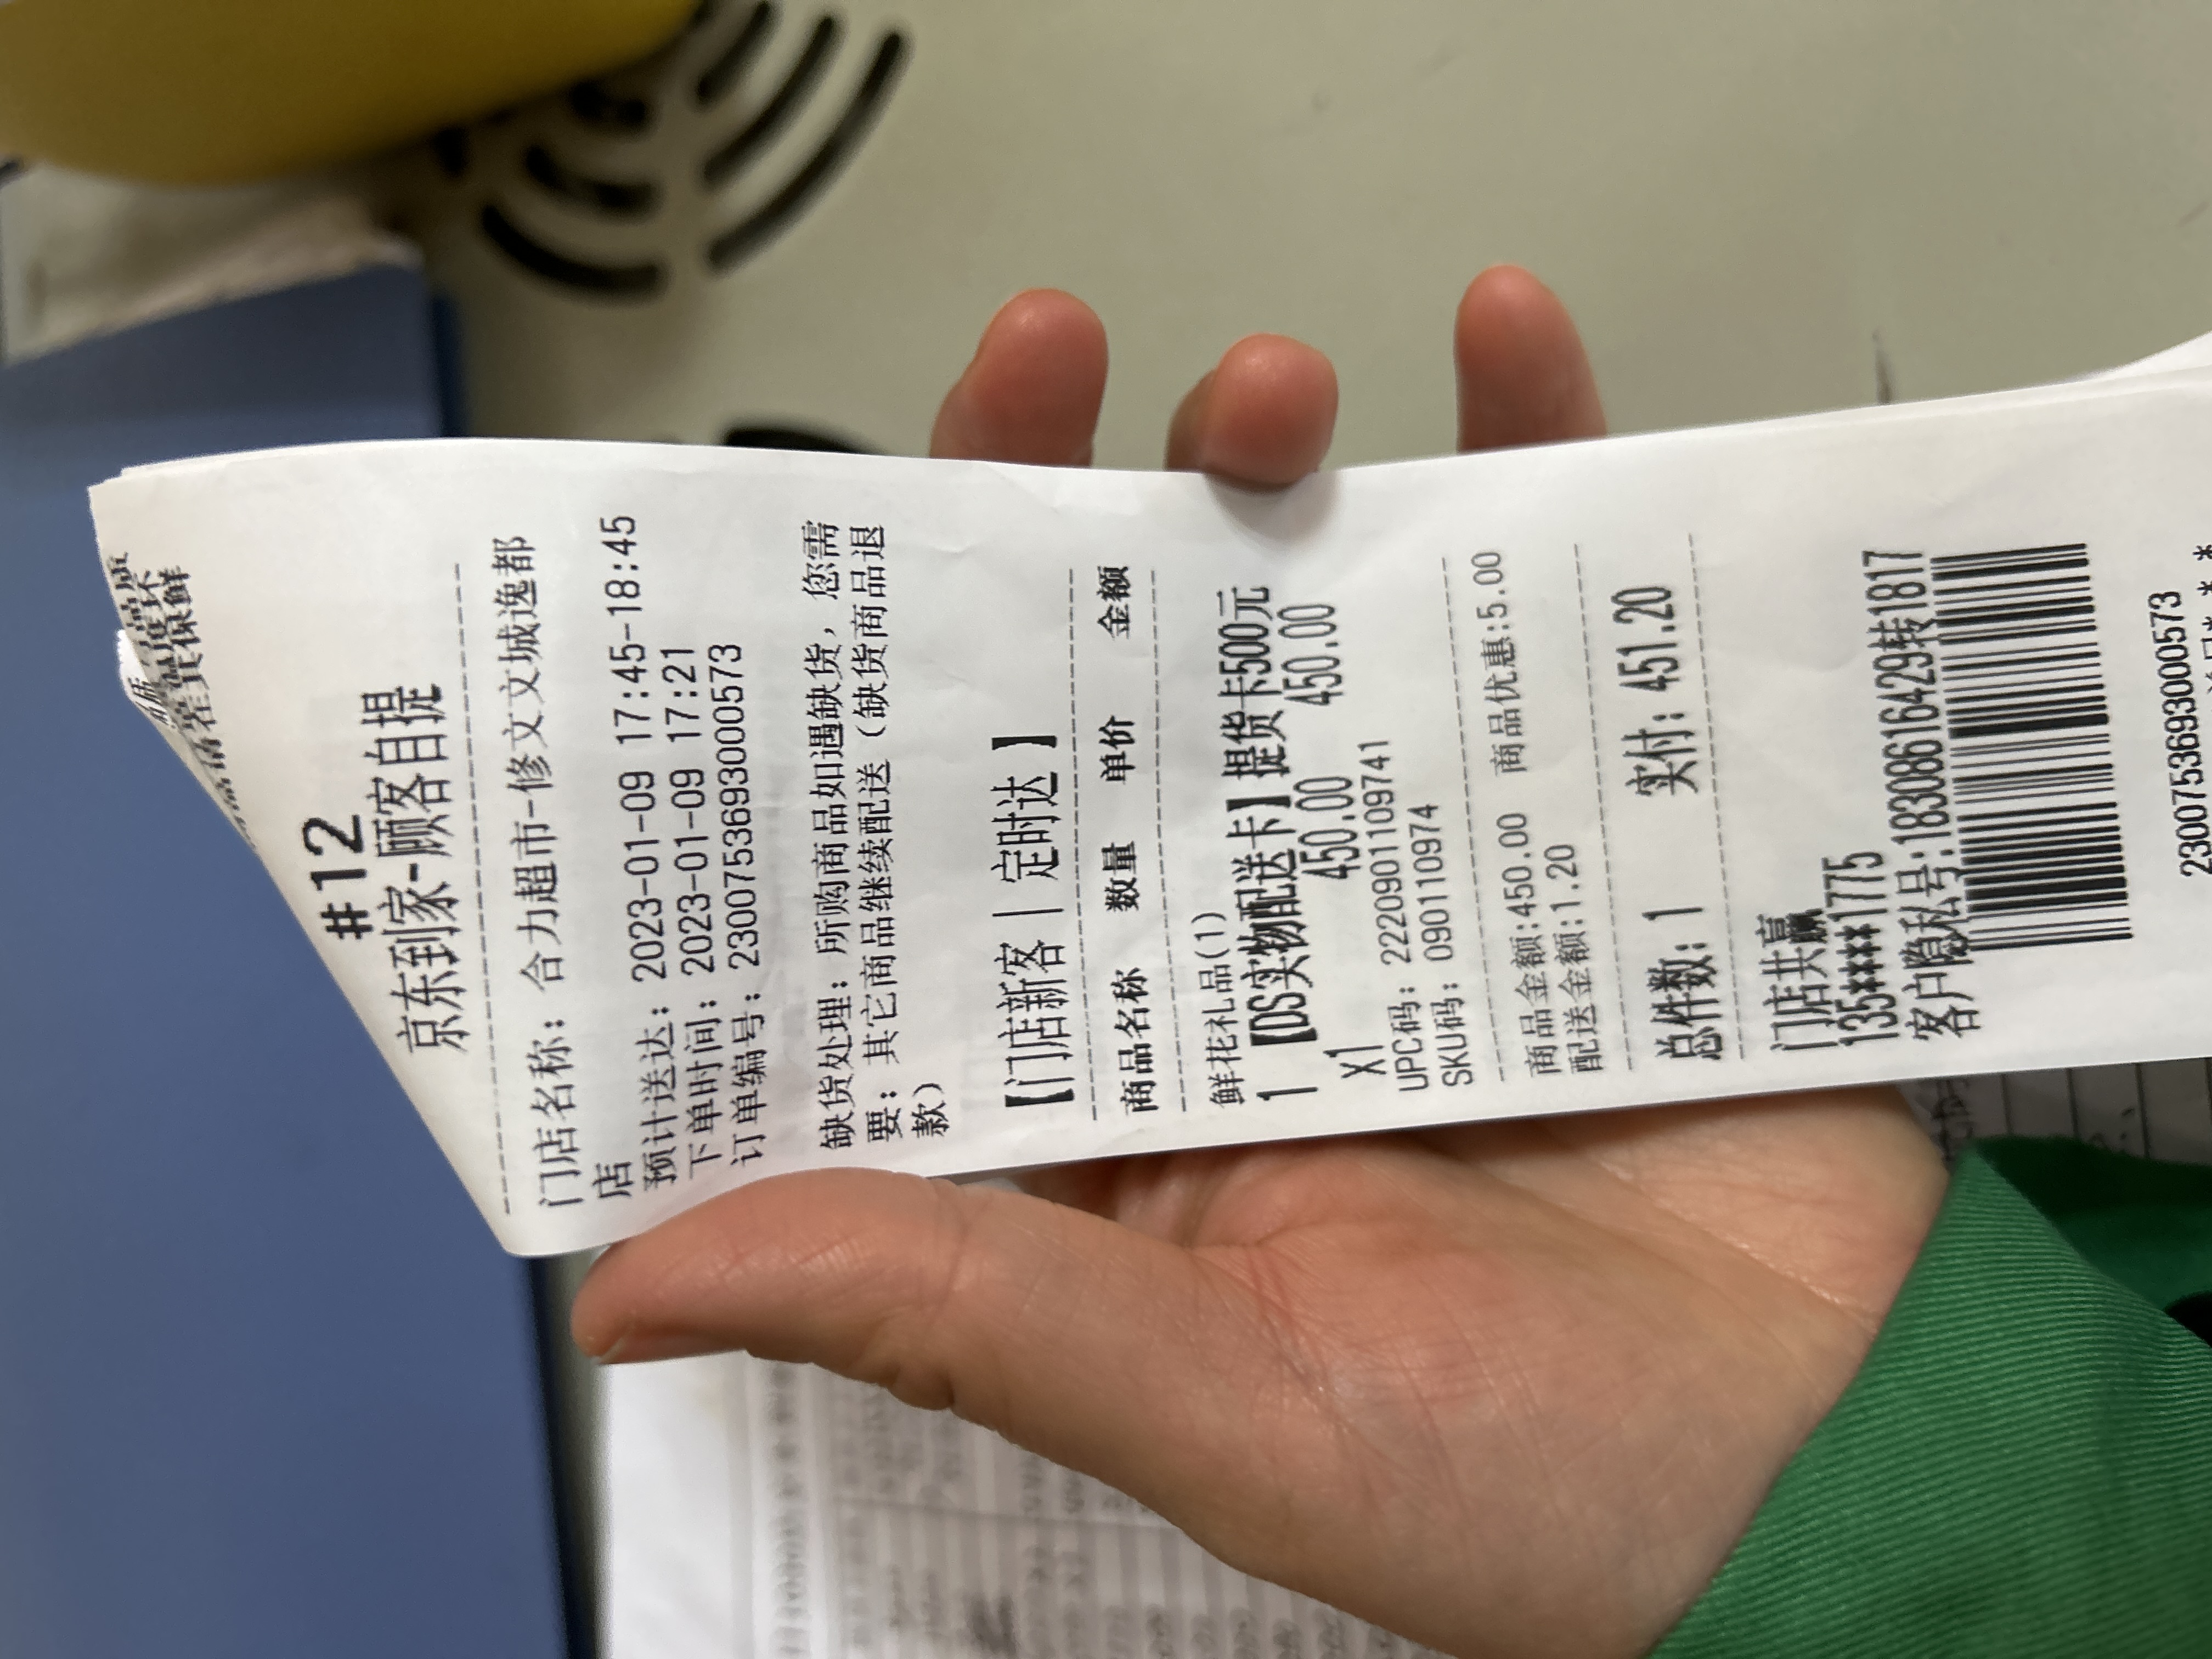 #12
京东到家-顾客自提
门店名称: 合力超市-修文文城逸都
店
预计送达: 2023-01-09 17:45-18:45
下单时间: 2023-01-09 17:21
订单编号: 2300753693000573
缺货处理: 所购商品如遇缺货, 您需
要: 其它商品继续配送 (缺货商品退
款)
【门店新客 | 定时达 】
商品名称 数量 单价 金额
鲜花礼品(1)
1 【DS实物配送卡】提货卡500元
X1 450.00 450.00
UPC码: 2220901109741
SKU码: 090110974
商品金额:450.00 商品优惠:5.00
配送金额:1.20
总件数: 1 实付: 451.20
门店共赢
135****1775
客户隐私号:18308616429转1817
2300753693000573